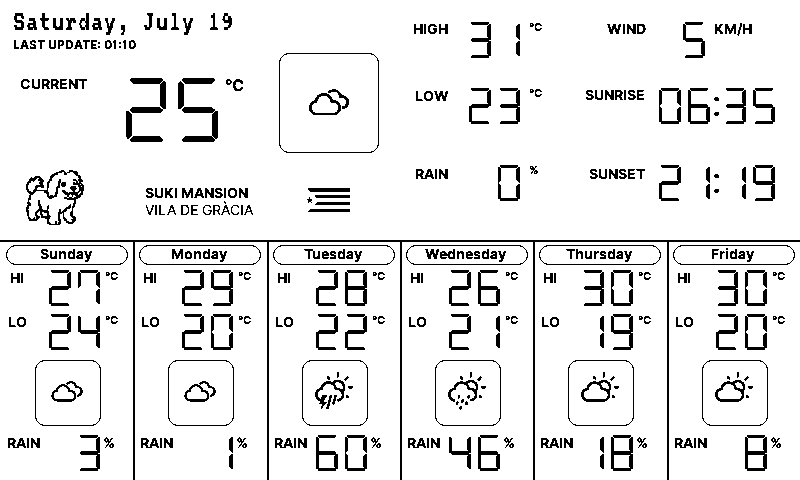 Saturday, July 19
LAST UPDATE: 01:10
CURRENT 25 °C
SUKI MANSION
VILA DE GRÀCIA
HIGH 31 °C
WIND 5 KM/H
LOW 23 °C
SUNRISE 06:35
RAIN 0 %
SUNSET 21:19
Sunday
HI 27 °C
LO 24 °C
RAIN 3 %
Monday
HI 29 °C
LO 20 °C
RAIN 1 %
Tuesday
HI 28 °C
LO 22 °C
RAIN 60 %
Wednesday
HI 26 °C
LO 21 °C
RAIN 46 %
Thursday
HI 30 °C
LO 19 °C
RAIN 18 %
Friday
HI 30 °C
LO 20 °C
RAIN 8 %